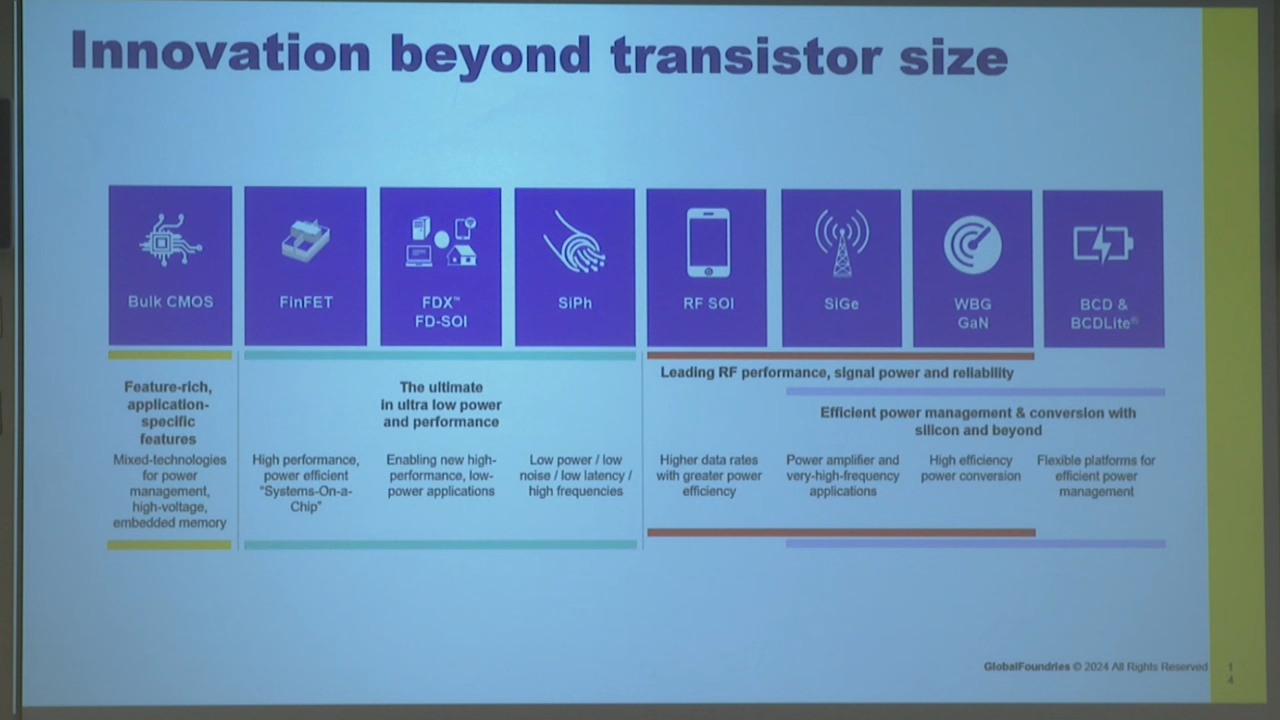 Innovation beyond transistor size
Bulk CMOS
FinFET
FDX™
FD-SOI
SiPh
RF SOI
SiGe
WBG
GaN
BCD &
BCDLite®
Feature-rich,
application-
specific
features
Mixed-technologies
for power
management,
high-voltage,
embedded memory
The ultimate
in ultra low power
and performance
High performance,
power efficient
"Systems-On-a-
Chip"
Enabling new high-
performance, low-
power applications
Low power / low
noise / low latency /
high frequencies
Leading RF performance, signal power and reliability
Efficient power management & conversion with
silicon and beyond
Higher data rates
with greater power
efficiency
Power amplifier and
very-high-frequency
applications
High efficiency
power conversion
Flexible platforms for
efficient power
management
GlobalFoundries © 2024 All Rights Reserved
1
4